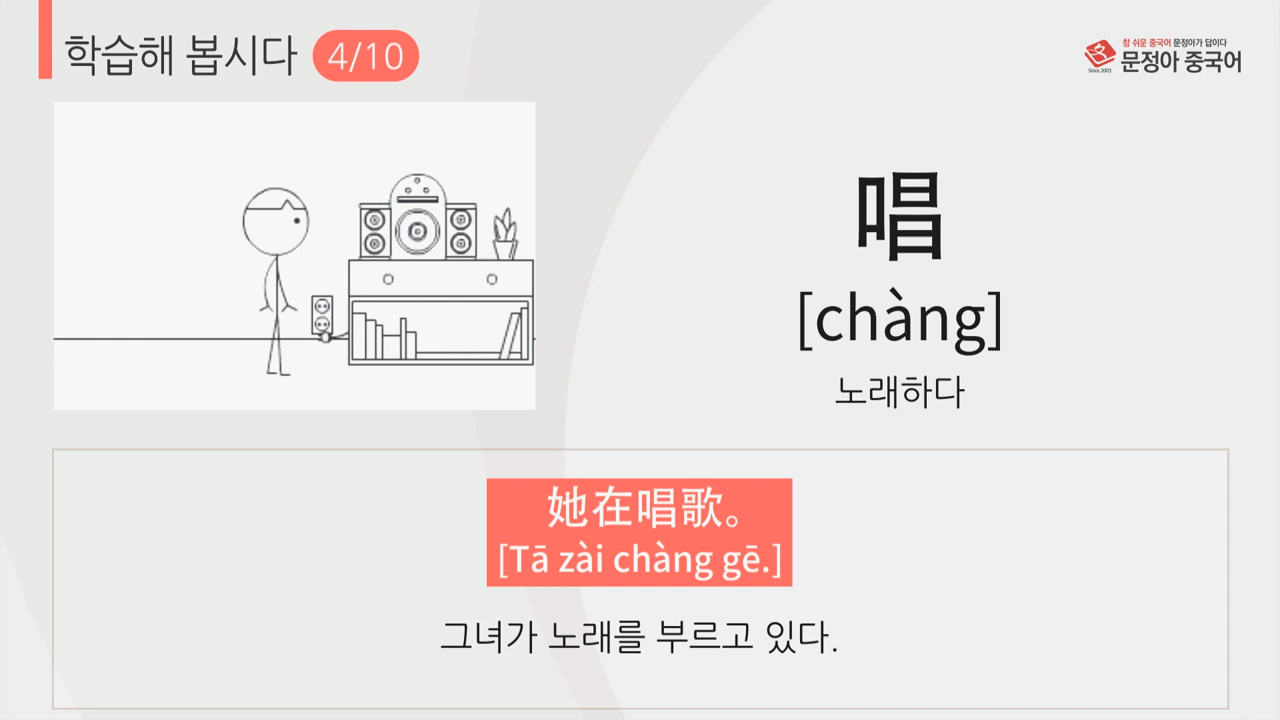 학습해 봅시다 4/10
참 쉬운 중국어 문정아가 답이다
문정아 중국어
Since 2003
唱
[chàng]
노래하다
她在唱歌。
[Tā zài chàng gē.]
그녀가 노래를 부르고 있다.